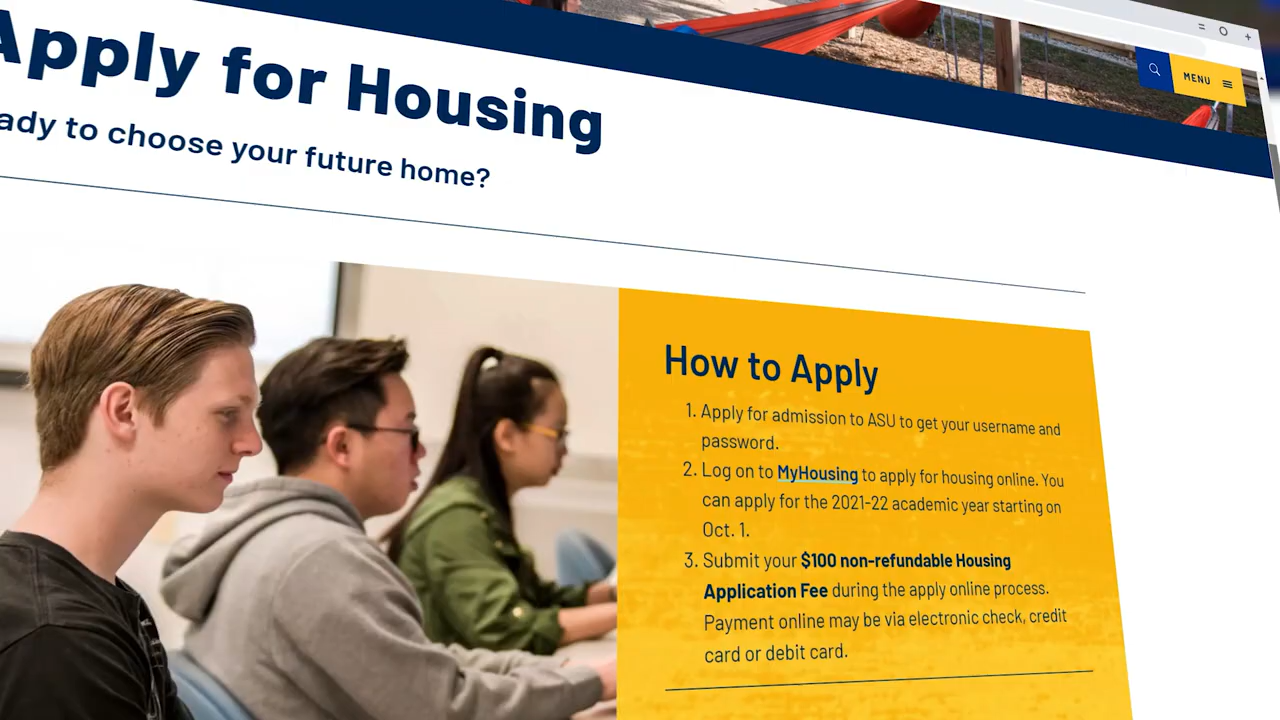 MENU
Apply for Housing
ady to choose your future home?
How to Apply
1. Apply for admission to ASU to get your username and
password.
2. Log on to MyHousing to apply for housing online. You
can apply for the 2021-22 academic year starting on
Oct. 1.
3. Submit your $100 non-refundable Housing
Application Fee during the apply online process.
Payment online may be via electronic check, credit
card or debit card.